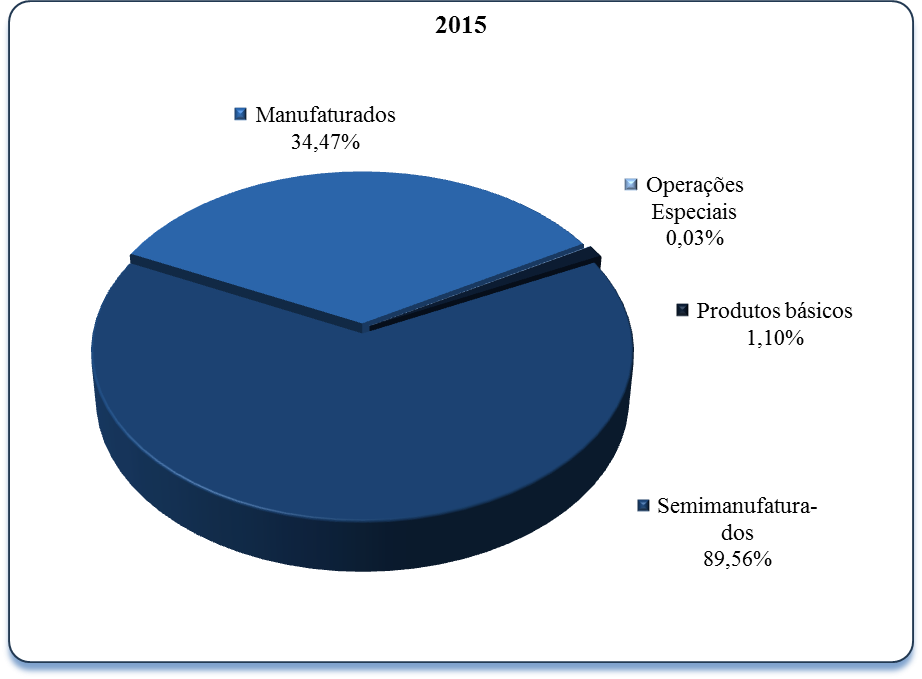 2015
Manufaturados
34,47%
Operações
Especiais
0,03%
Produtos básicos
1,10%
Semimanufatura-
dos
89,56%